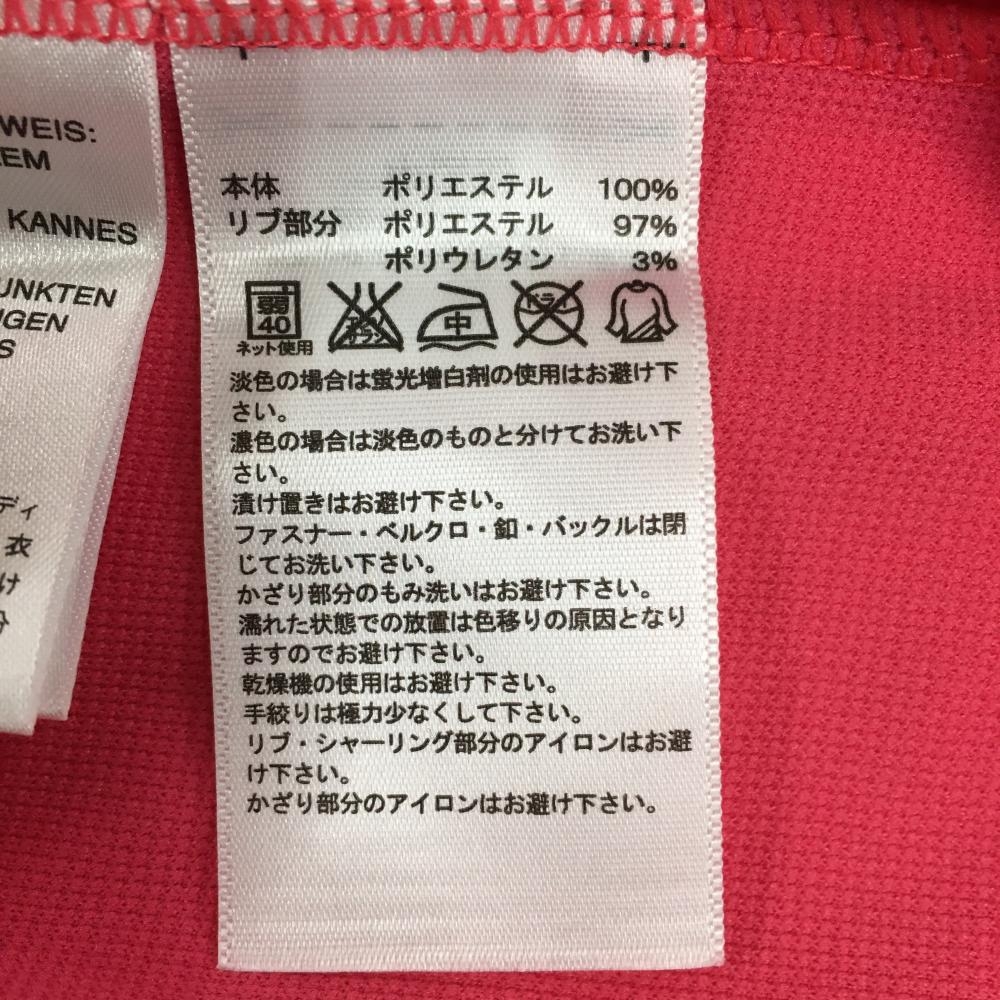 WEIS:
EEM
KANNES
UNKTEN
UGEN
S
ディ
衣
け
本体 ポリエステル 100%
リブ部分 ポリエステル 97%
ポリウレタン 3%
弱
40
ネット使用
エンソ
サラシ
中
ドライ
淡色の場合は蛍光増白剤の使用はお避け下
さい。
濃色の場合は淡色のものと分けてお洗い下
さい。
漬け置きはお避け下さい。
ファスナー・ベルクロ・釦・バックルは閉
じてお洗い下さい。
かざり部分のもみ洗いはお避け下さい。
濡れた状態での放置は色移りの原因となり
ますのでお避け下さい。
乾燥機の使用はお避け下さい。
手絞りは極力少なくして下さい。
リブ・シャーリング部分のアイロンはお避
け下さい。
かざり部分のアイロンはお避け下さい。